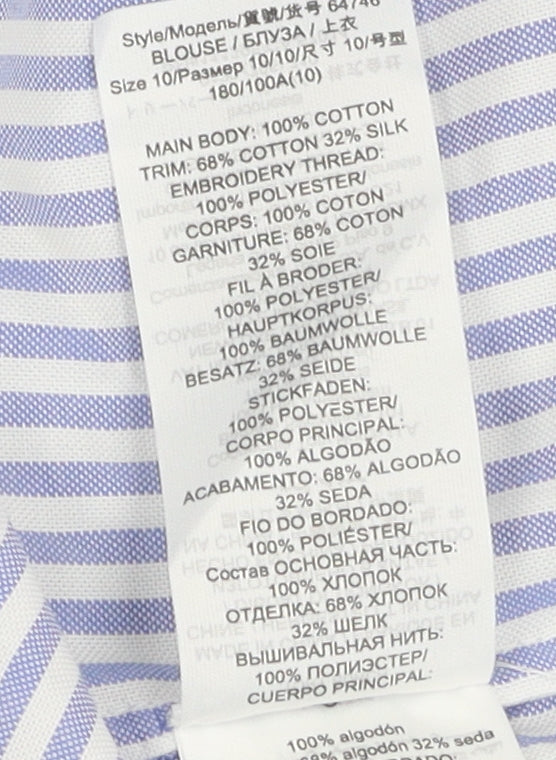 Style/Модель/貨號/货号 64746
BLOUSE / БЛУЗА / 上衣
Size 10/Размер 10/10/尺寸 10/号型
180/100A(10)
MAIN BODY: 100% COTTON
TRIM: 68% COTTON 32% SILK
EMBROIDERY THREAD:
100% POLYESTER/
CORPS: 100% COTON
GARNITURE: 68% COTON
32% SOIE
FIL À BRODER:
100% POLYESTER/
HAUPTKORPUS:
100% BAUMWOLLE
BESATZ: 68% BAUMWOLLE
32% SEIDE
STICKFADEN:
100% POLYESTER/
CORPO PRINCIPAL:
100% ALGODÃO
ACABAMENTO: 68% ALGODÃO
32% SEDA
FIO DO BORDADO:
100% POLIÉSTER/
Состав ОСНОВНАЯ ЧАСТЬ:
100% ХЛОПОК
ОТДЕЛКА: 68% ХЛОПОК
32% ШЕЛК
ВЫШИВАЛЬНАЯ НИТЬ:
100% ПОЛИЭСТЕР/
CUERPO PRINCIPAL:
100% algodón
68% algodón 32% seda